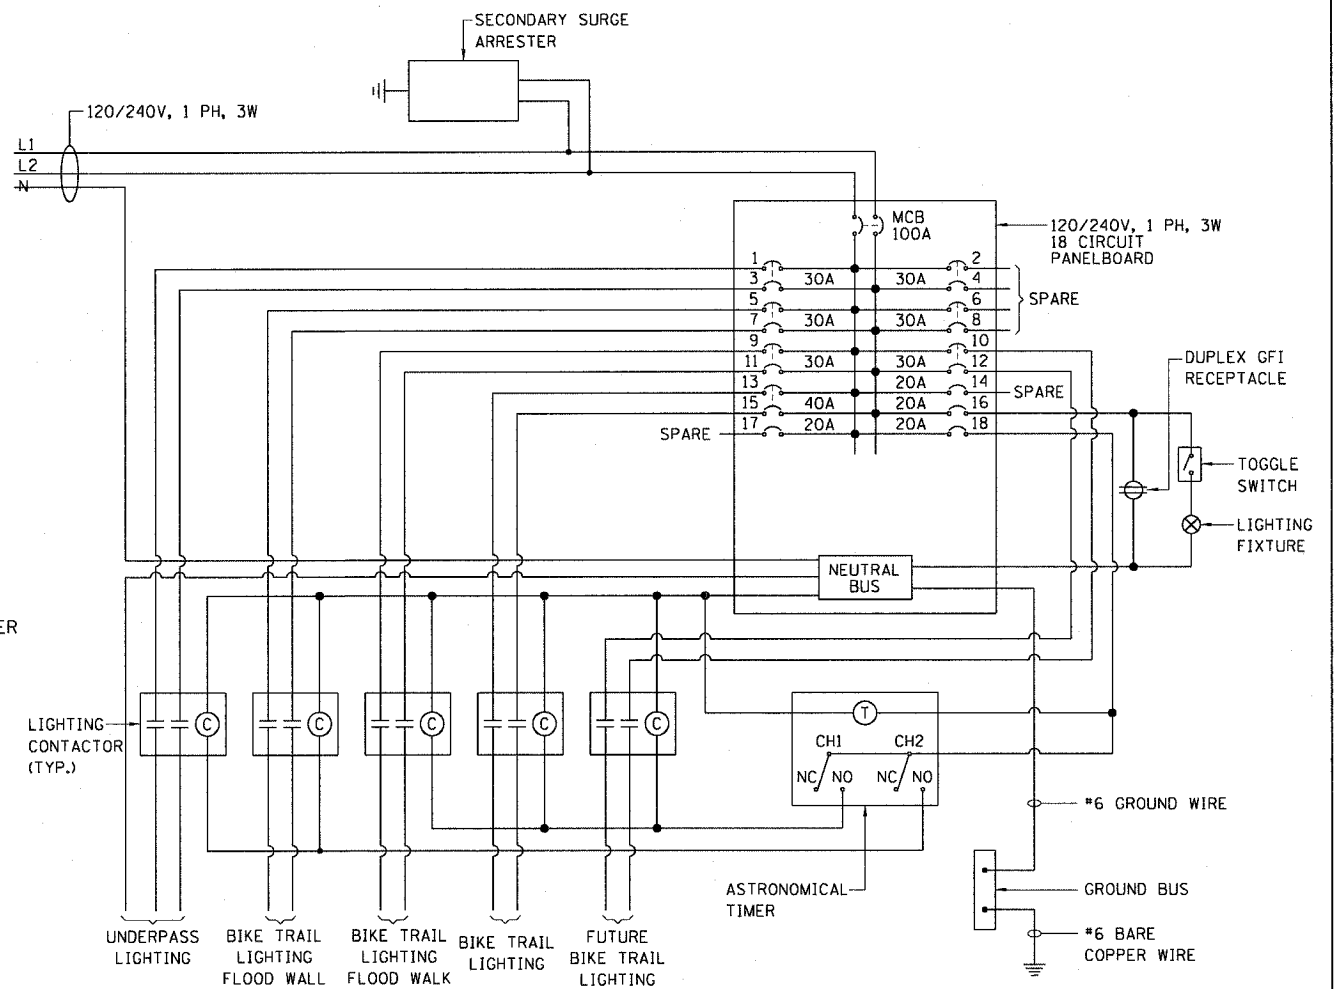 SECONDARY SURGE
ARRESTER
120/240V, 1 PH, 3W
L1
L2
N
MCB
100A
120/240V, 1 PH, 3W
18 CIRCUIT
PANELBOARD
1
2
3
30A
30A
4
SPARE
5
6
7
30A
30A
8
9
10
11
30A
30A
12
13
20A
14
SPARE
15
40A
20A
16
SPARE
17
20A
20A
18
DUPLEX GFI
RECEPTACLE
TOGGLE
SWITCH
LIGHTING
FIXTURE
NEUTRAL
BUS
ER
LIGHTING
CONTACTOR
(TYP.)
C
C
C
C
C
T
CH1
CH2
NC
NO
NC
NO
#6 GROUND WIRE
ASTRONOMICAL
TIMER
GROUND BUS
#6 BARE
COPPER WIRE
UNDERPASS
LIGHTING
BIKE TRAIL
LIGHTING
FLOOD WALL
BIKE TRAIL
LIGHTING
FLOOD WALK
BIKE TRAIL
LIGHTING
FUTURE
BIKE TRAIL
LIGHTING